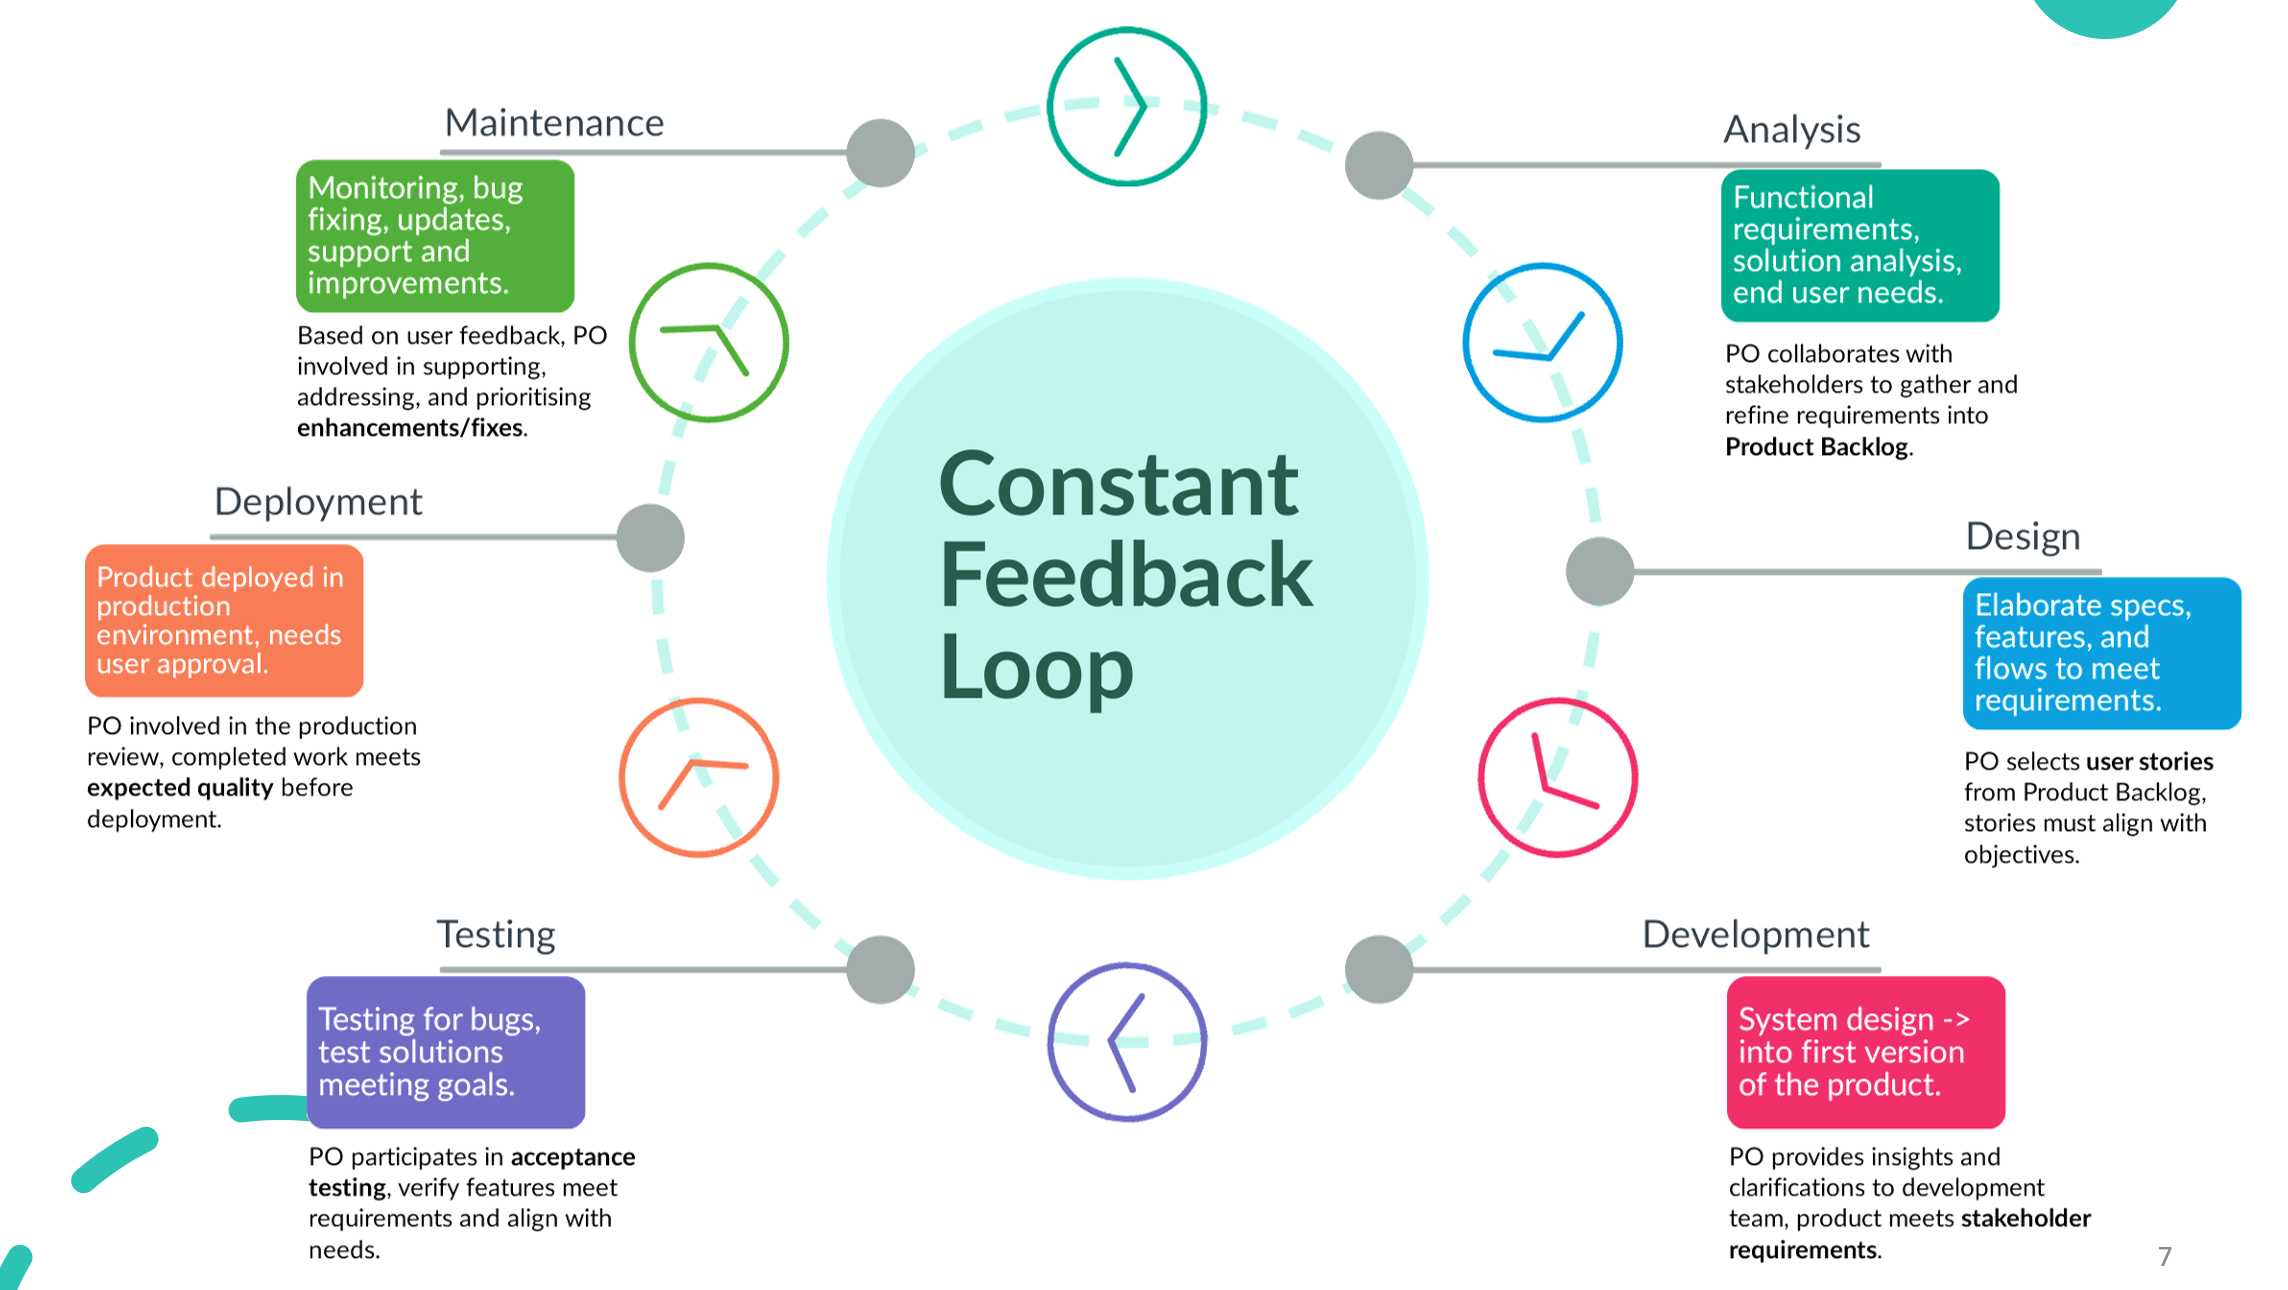 Constant
Feedback
Loop
Analysis
Functional
requirements,
solution analysis,
end user needs.
PO collaborates with
stakeholders to gather and
refine requirements into
Product Backlog.
Design
Elaborate specs,
features, and
flows to meet
requirements.
PO selects user stories
from Product Backlog,
stories must align with
objectives.
Development
System design ->
into first version
of the product.
PO provides insights and
clarifications to development
team, product meets stakeholder
requirements.
Testing
Testing for bugs,
test solutions
meeting goals.
PO participates in acceptance
testing, verify features meet
requirements and align with
needs.
Deployment
Product deployed in
production
environment, needs
user approval.
PO involved in the production
review, completed work meets
expected quality before
deployment.
Maintenance
Monitoring, bug
fixing, updates,
support and
improvements.
Based on user feedback, PO
involved in supporting,
addressing, and prioritising
enhancements/fixes.
7